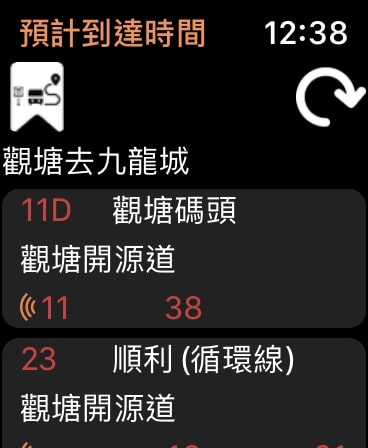 預計到達時間 12:38
觀塘去九龍城
11D 觀塘碼頭
觀塘開源道
11 38
23 順利 (循環線)
觀塘開源道